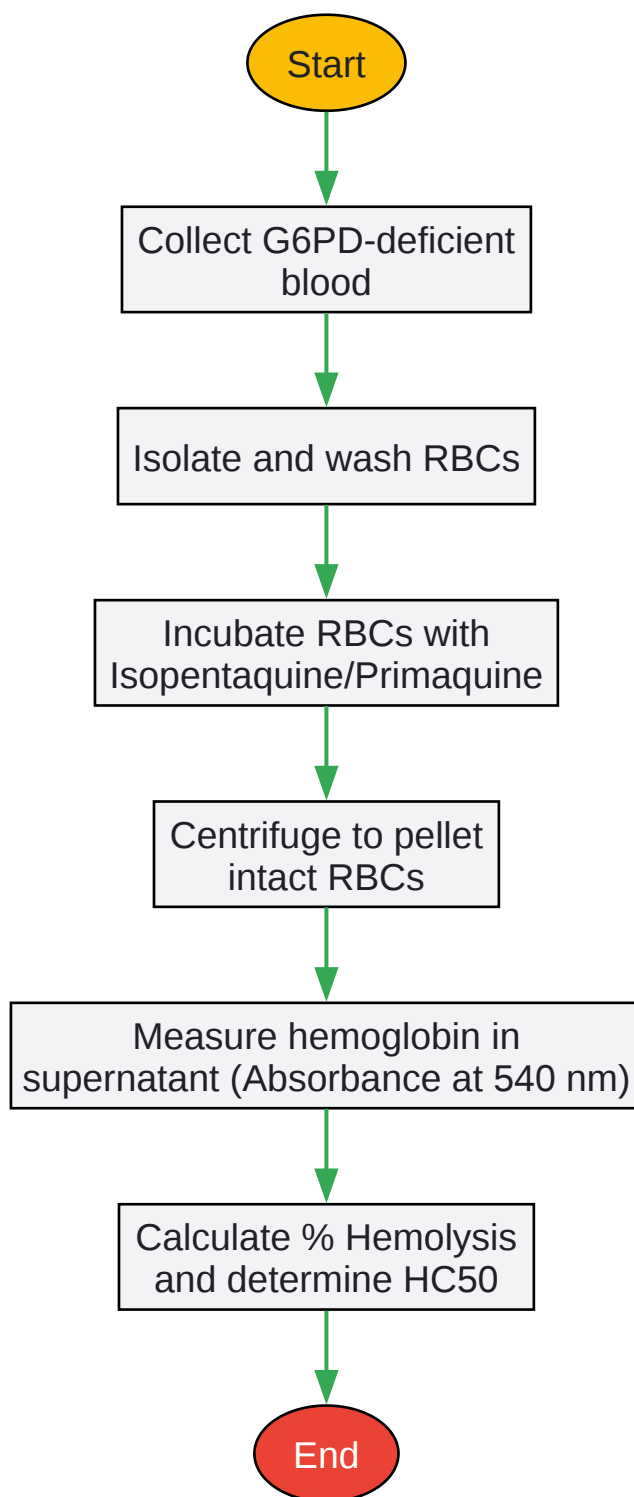 Start
Collect G6PD-deficient
blood
Isolate and wash RBCs
Incubate RBCs with
Isopentaquine/Primaquine
Centrifuge to pellet
intact RBCs
Measure hemoglobin in
supernatant (Absorbance at 540 nm)
Calculate % Hemolysis
and determine HC50
End